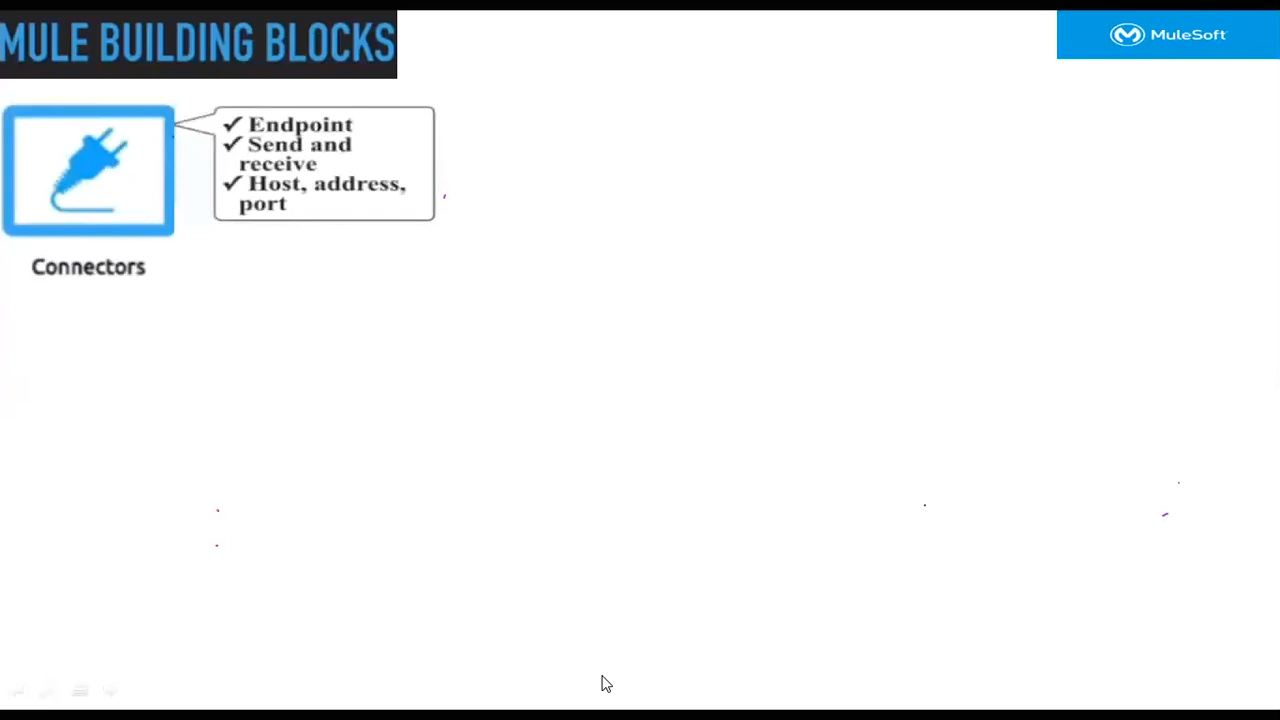 MULE BUILDING BLOCKS
MuleSoft
✓ Endpoint
✓ Send and
receive
✓ Host, address,
port
Connectors